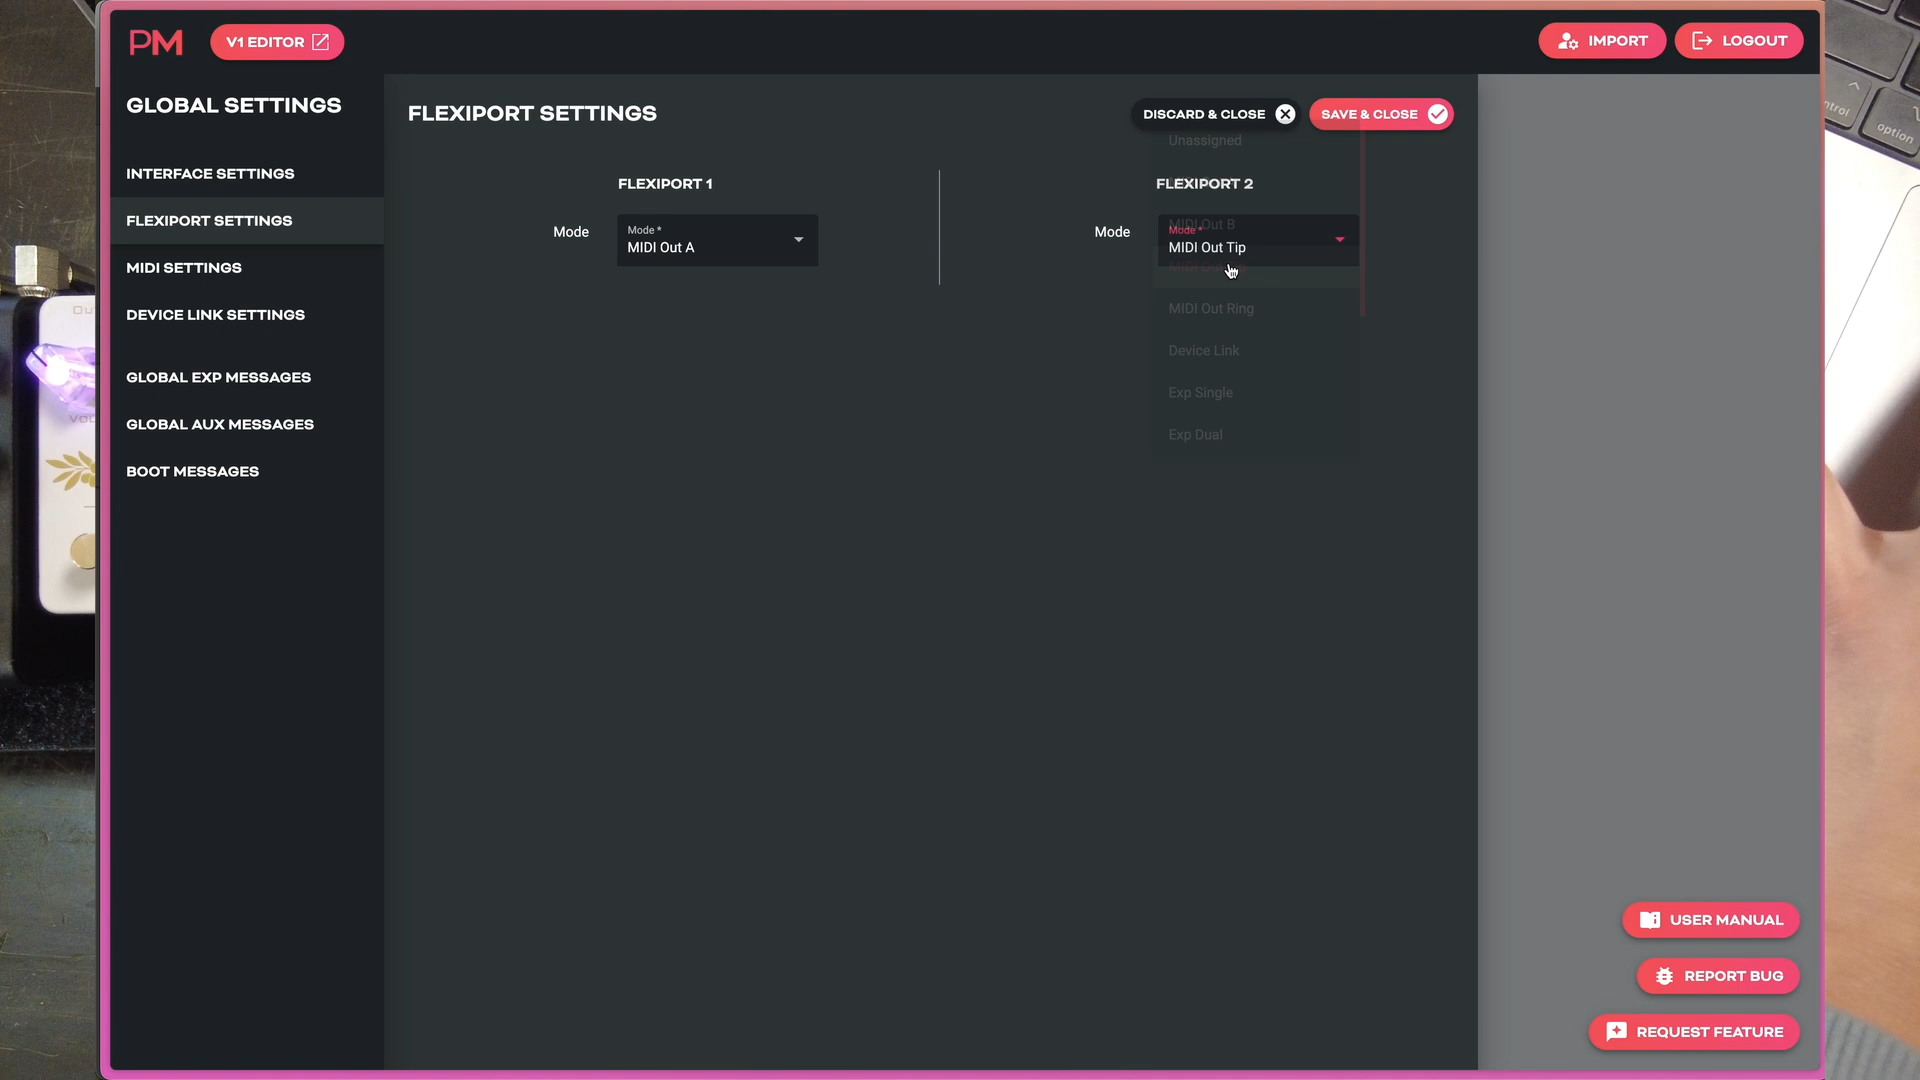 PM
V1 EDITOR
IMPORT
LOGOUT
GLOBAL SETTINGS
INTERFACE SETTINGS
FLEXIPORT SETTINGS
MIDI SETTINGS
DEVICE LINK SETTINGS
GLOBAL EXP MESSAGES
GLOBAL AUX MESSAGES
BOOT MESSAGES
FLEXIPORT SETTINGS
DISCARD & CLOSE
SAVE & CLOSE
FLEXIPORT 1
Mode
Mode *
MIDI Out A
FLEXIPORT 2
Mode
Mode *
MIDI Out Tip
Unassigned
MIDI Out B
MIDI Out Ring
Device Link
Exp Single
Exp Dual
USER MANUAL
REPORT BUG
REQUEST FEATURE
option